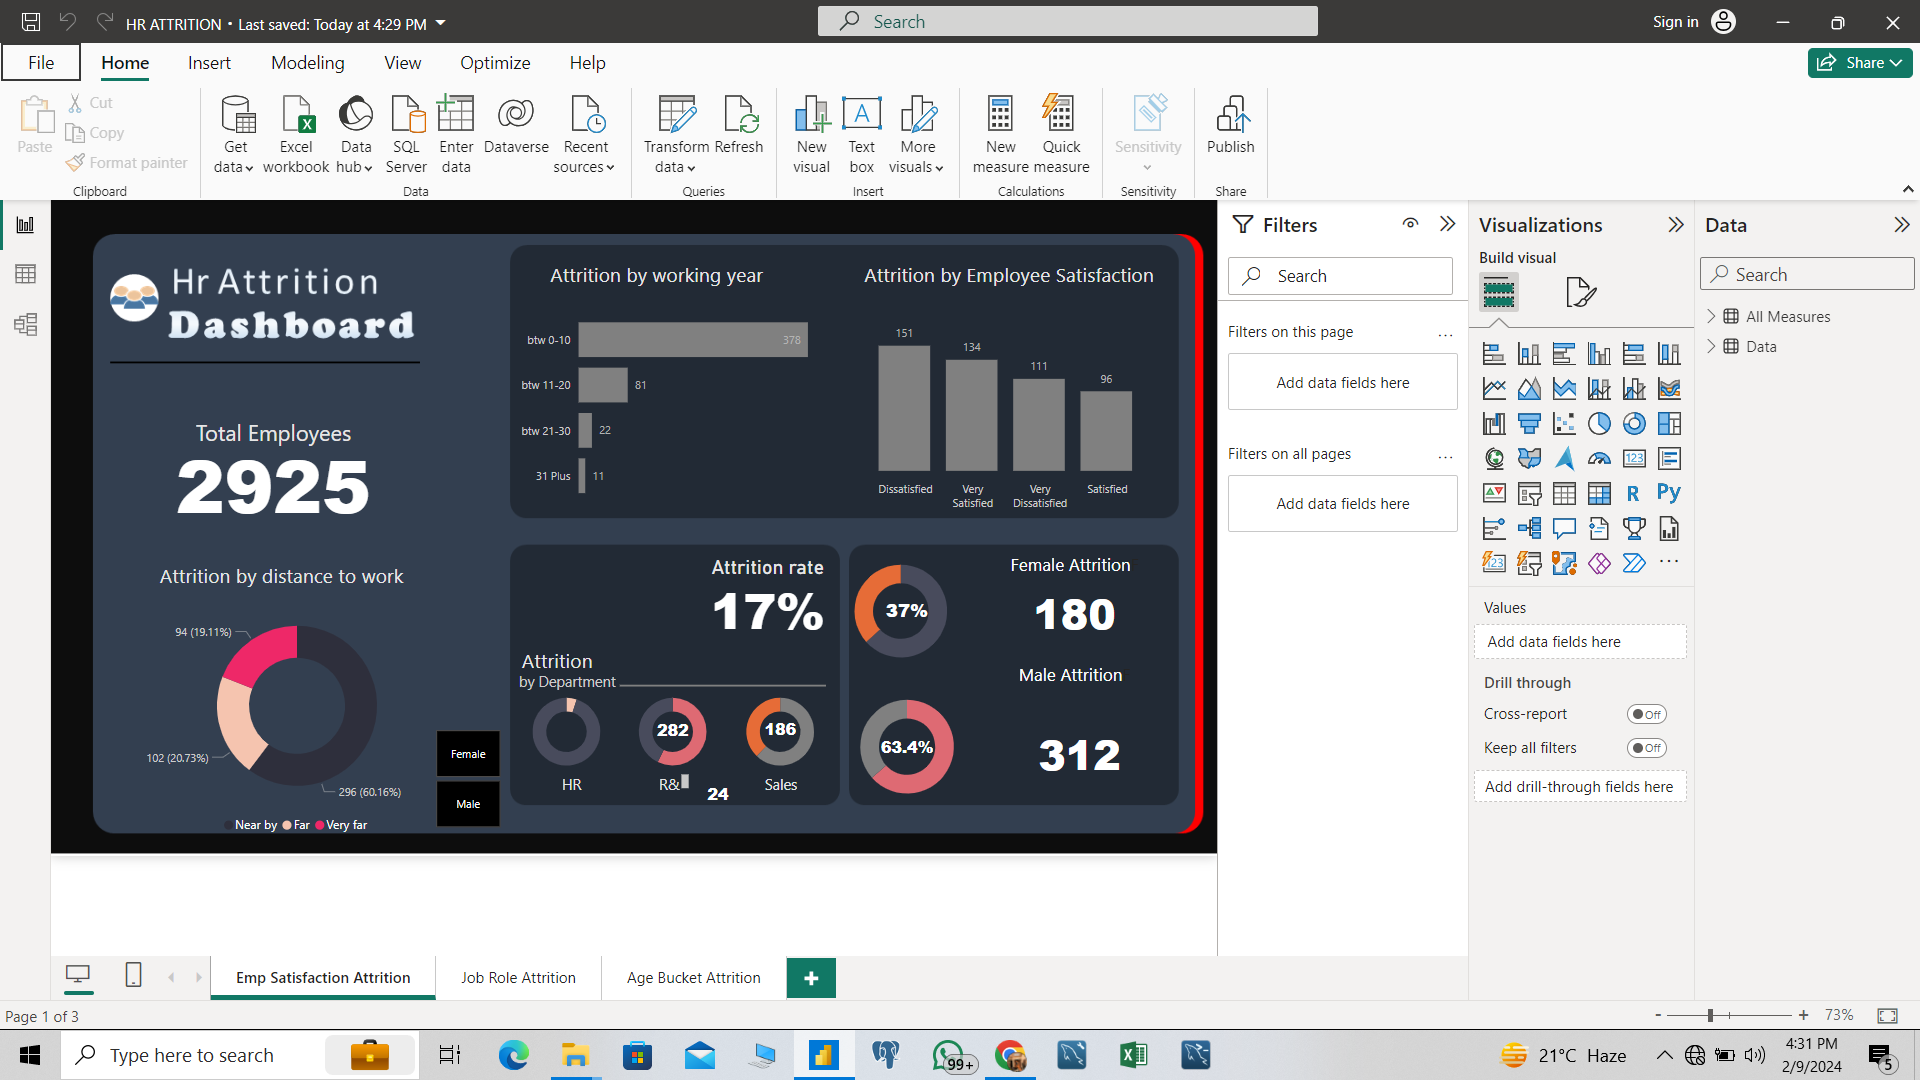 HR ATTRITION • Last saved: Today at 4:29 PM
Search
Sign in
File
Home
Insert
Modeling
View
Optimize
Help
Share
Paste
Cut
Copy
Format painter
Clipboard
Get data
Excel workbook
Data hub
SQL Server
Enter data
Dataverse
Recent sources
Data
Transform data
Refresh
Queries
New visual
Text box
More visuals
Insert
New measure
Quick measure
Calculations
Sensitivity
Sensitivity
Publish
Share
Hr Attrition
Dashboard
Total Employees
2925
Attrition by distance to work
94 (19.11%)
102 (20.73%)
296 (60.16%)
Near by
Far
Very far
Female
Male
Attrition by working year
btw 0-10
378
btw 11-20
81
btw 21-30
22
31 Plus
11
Attrition by Employee Satisfaction
151
134
111
96
Dissatisfied
Very Satisfied
Very Dissatisfied
Satisfied
Attrition rate
17%
Attrition
by Department
282
186
HR
R&
24
Sales
Female Attrition
37%
180
Male Attrition
63.4%
312
Filters
Search
Filters on this page
...
Add data fields here
Filters on all pages
...
Add data fields here
Visualizations
Build visual
123
R
Py
123
...
Values
Add data fields here
Drill through
Cross-report
Off
Keep all filters
Off
Add drill-through fields here
Data
Search
All Measures
Data
Emp Satisfaction Attrition
Job Role Attrition
Age Bucket Attrition
+
Page 1 of 3
- + 73%
Type here to search
99+
21°C Haze
4:31 PM
2/9/2024
5